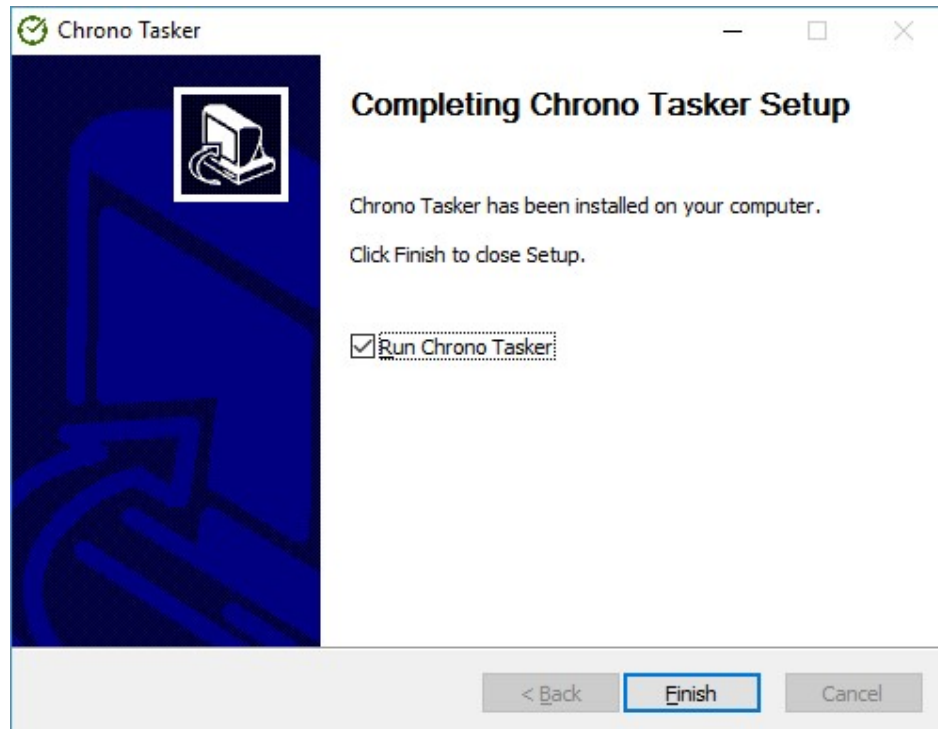 Chrono Tasker
Completing Chrono Tasker Setup
Chrono Tasker has been installed on your computer.
Click Finish to close Setup.
Run Chrono Tasker
< Back
Finish
Cancel